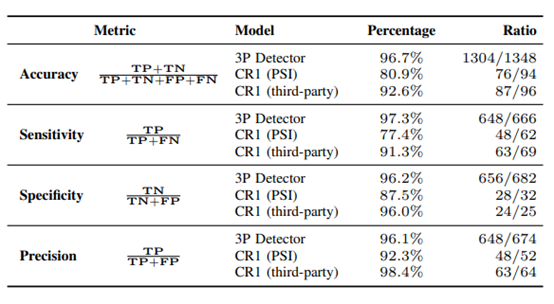 Metric Model Percentage Ratio
3P Detector 96.7% 1304/1348
Accuracy TP+TN / TP+TN+FP+FN CR1 (PSI) 80.9% 76/94
CR1 (third-party) 92.6% 87/96
3P Detector 97.3% 648/666
Sensitivity TP / TP+FN CR1 (PSI) 77.4% 48/62
CR1 (third-party) 91.3% 63/69
3P Detector 96.2% 656/682
Specificity TN / TN+FP CR1 (PSI) 87.5% 28/32
CR1 (third-party) 96.0% 24/25
3P Detector 96.1% 648/674
Precision TP / TP+FP CR1 (PSI) 92.3% 48/52
CR1 (third-party) 98.4% 63/64